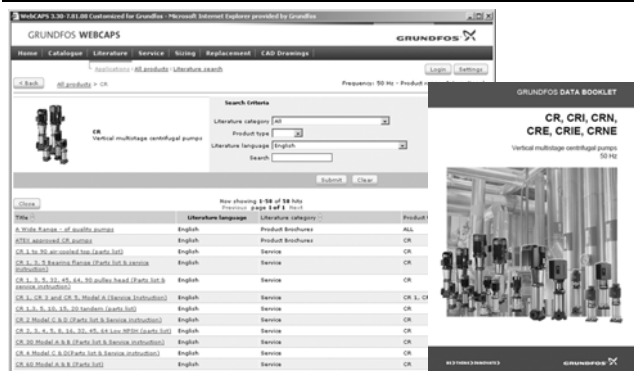 WebCAPS 3.30-7.01.00 Customized for Grundfos - Microsoft Internet Explorer provided by Grundfos
GRUNDFOS WEBCAPS
GRUNDFOS
Home Catalogue Literature Service Sizing Replacement CAD Drawings
Applications All products Literature search
Login Settings
< Back All products > CR
Frequency: 50 Hz - Product
Search Criteria
CR
Vertical multistage centrifugal pumps
Literature category All
Product type
Literature language English
Search
Submit Clear
Close
Now showing 1-58 of 58 hits
Previous page 1 of 1 Next
Title Literature language Literature category Product
A Wide Range - of quality pumps English Product Brochures ALL
ATEX approved CR pumps English Product Brochures CR
CR 1 to 90 air-cooled top (parts list) English Service CR
CR 1, 3, 5 Bearing flange (Parts list & service instruction) English Service CR
CR 1, 3, 5, 32, 45, 64, 90 pulley head (Parts list & service instruction) English Service CR
CR 1, CR 3 and CR 5, Model A (Service Instruction) English Service CR 1, CR
CR 1,3, 5, 10, 15, 20 tandem (parts list) English Service CR
CR 2 Model C & D (Parts list & Service instruction) English Service CR
CR 2, 3, 4, 5, 8, 16, 32, 45, 64 Low NPSH (parts list) English Service CR
CR 30 Model A & B (Parts list & Service instruction) English Service CR
CR 4 Model C & D(Parts list & Service instruction) English Service CR
CR 60 Model A & B (Parts list) English Service CR
GRUNDFOS DATA BOOKLET
CR, CRI, CRN,
CRE, CRIE, CRNE
Vertical multistage centrifugal pumps
50 Hz
BE>THINK>INNOVATE>
GRUNDFOS